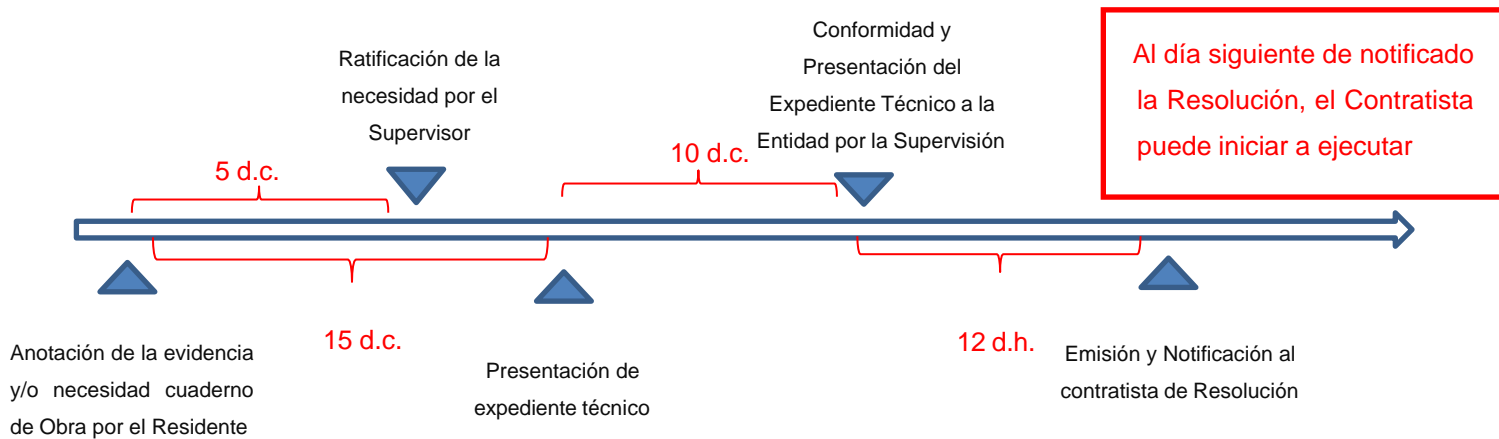 Ratificación de la
necesidad por el
Supervisor
Conformidad y
Presentación del
Expediente Técnico a la
Entidad por la Supervisión
Al día siguiente de notificado
la Resolución, el Contratista
puede iniciar a ejecutar
5 d.c.
10 d.c.
15 d.c.
12 d.h.
Anotación de la evidencia
y/o necesidad cuaderno
de Obra por el Residente
Presentación de
expediente técnico
Emisión y Notificación al
contratista de Resolución